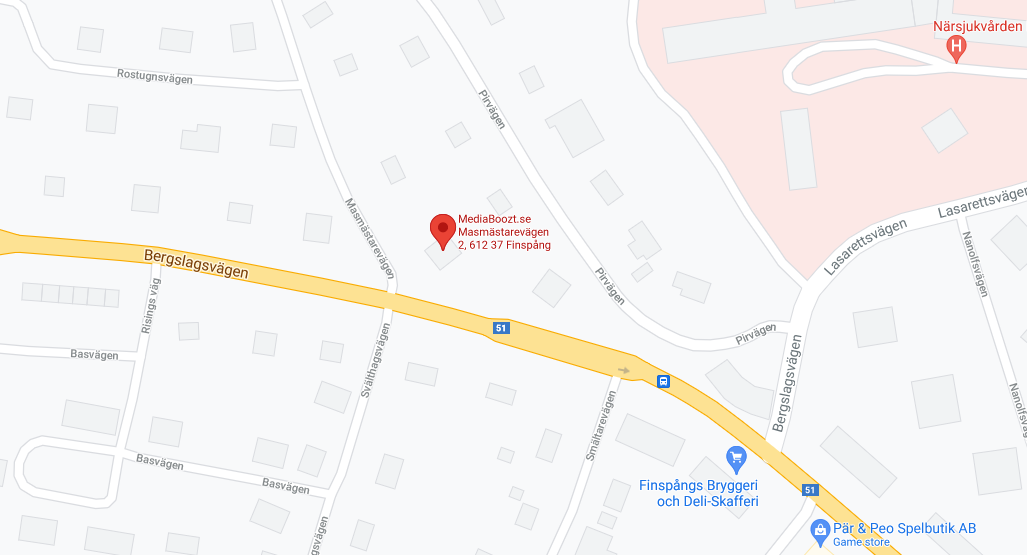 Närsjukvården
H
Rostugnsvägen
Pirvägen
Masmästarevägen
MediaBoozt.se
Masmästarevägen
2, 612 37 Finspång
Lasarettsvägen
Lasarettsvägen
Nanolfsvägen
Bergslagsvägen
Risings väg
Pirvägen
51
Pirvägen
Basvägen
Svälthagsvägen
Bergslagsvägen
Smältarevägen
Nanolfsvä
Basvägen
Basvägen
Finspångs Bryggeri
och Deli-Skafferi
51
Pär & Peo Spelbutik AB
Game store
gsvägen